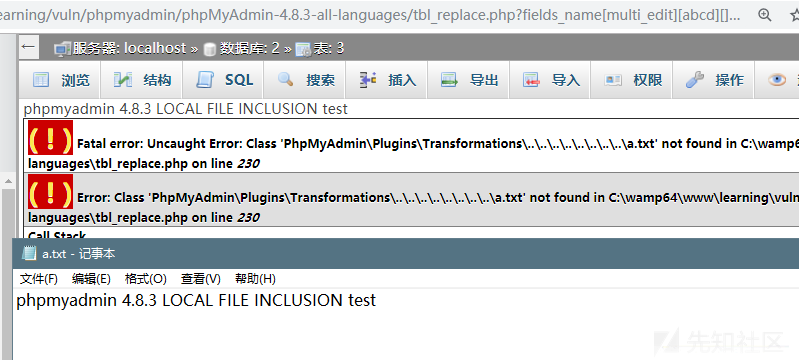 earning/vuln/phpmyadmin/phpMyAdmin-4.8.3-all-languages/tbl_replace.php?fields_name[multi_edit][abcd][]...
服务器: localhost » 数据库: 2 » 表: 3
浏览 结构 SQL 搜索 插入 导出 导入 权限 操作
phpmyadmin 4.8.3 LOCAL FILE INCLUSION test
( ! ) Fatal error: Uncaught Error: Class 'PhpMyAdmin\Plugins\Transformations\..\..\..\..\..\..\..\..\a.txt' not found in C:\wamp64
languages\tbl_replace.php on line 230
( ! ) Error: Class 'PhpMyAdmin\Plugins\Transformations\..\..\..\..\..\..\..\..\a.txt' not found in C:\wamp64\www\learning\vuln
languages\tbl_replace.php on line 230
Call Stack
a.txt - 记事本
文件(F) 编辑(E) 格式(O) 查看(V) 帮助(H)
phpmyadmin 4.8.3 LOCAL FILE INCLUSION test
先知社区